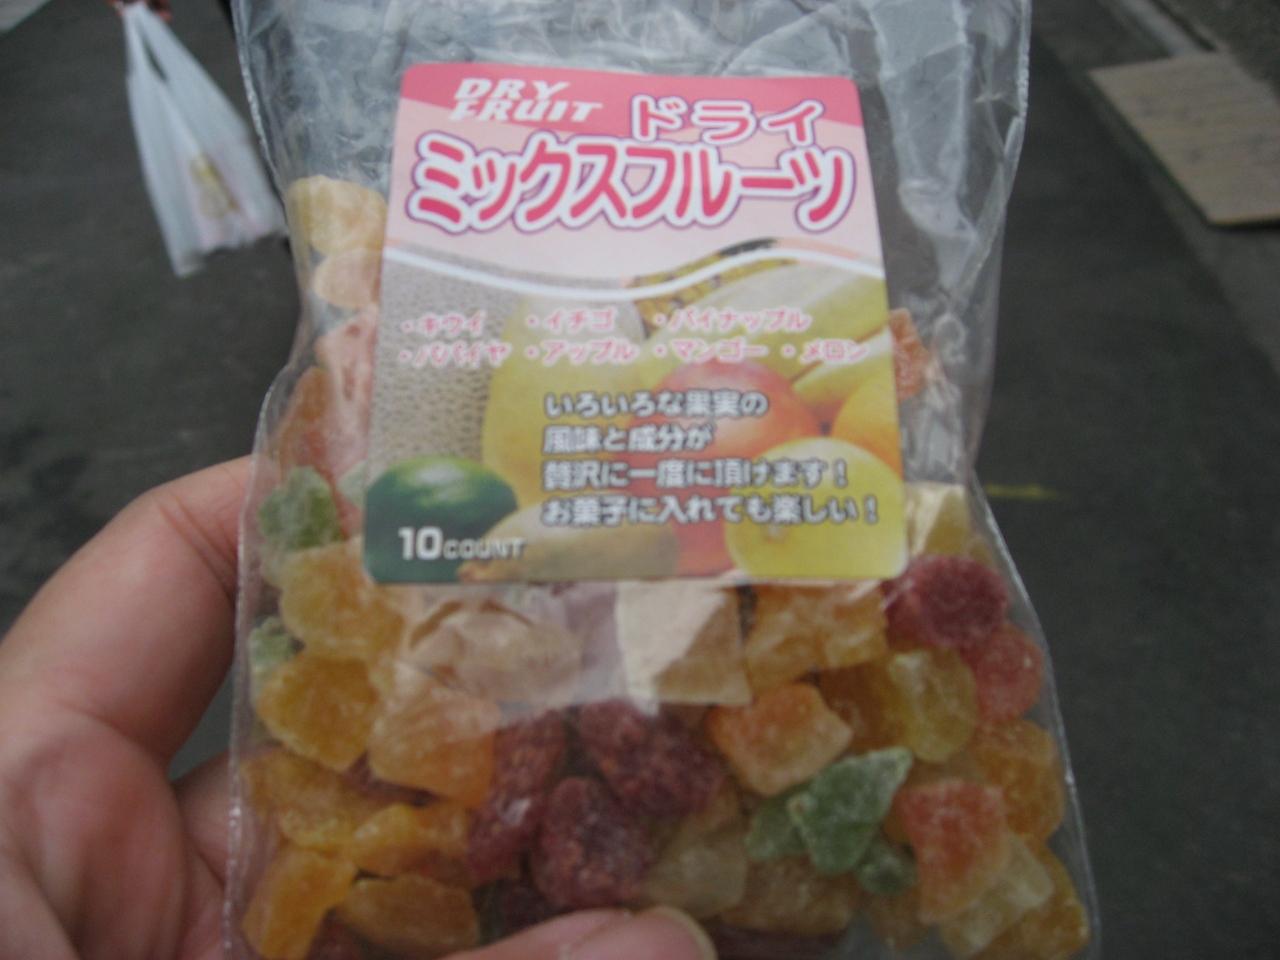 DRY
FRUIT
ドライ
ミックスフルーツ
・キウイ ・イチゴ ・パイナップル
・パパイヤ ・アップル ・マンゴー ・メロン
いろいろな果実の
風味と成分が
贅沢に一度に頂けます！
お菓子に入れても楽しい！
10COUNT